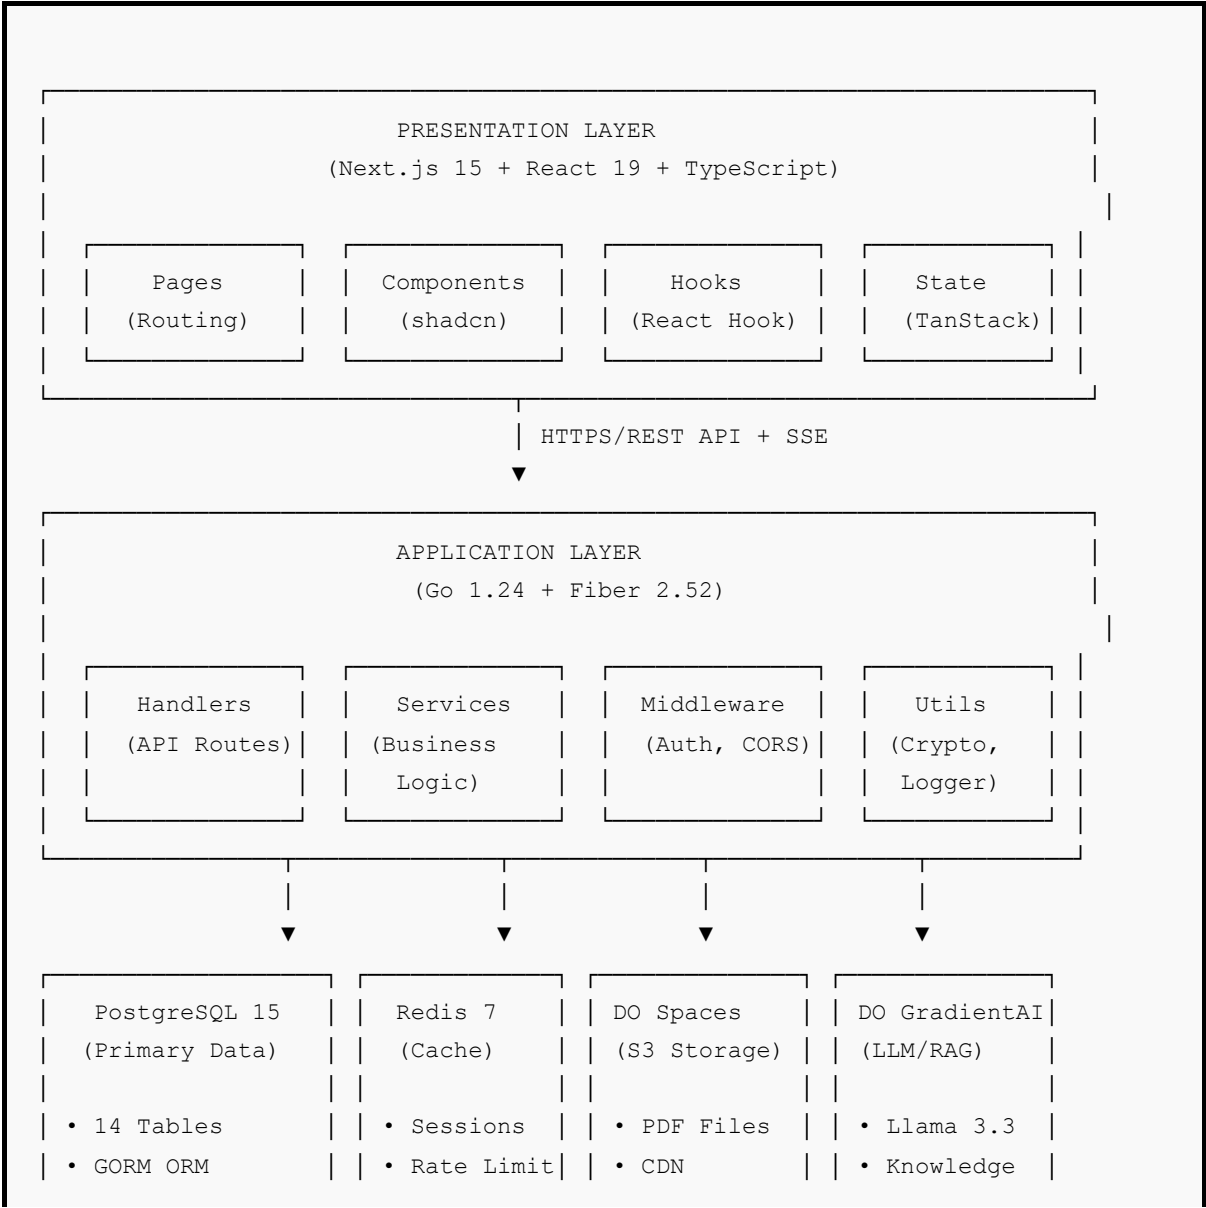 PRESENTATION LAYER
(Next.js 15 + React 19 + TypeScript)
Pages Components Hooks State
(Routing) (shadcn) (React Hook) (TanStack)
HTTPS/REST API + SSE
APPLICATION LAYER
(Go 1.24 + Fiber 2.52)
Handlers Services Middleware Utils
(API Routes) (Business (Auth, CORS) (Crypto,
Logic) Logger)
PostgreSQL 15 Redis 7 DO Spaces DO GradientAI
(Primary Data) (Cache) (S3 Storage) (LLM/RAG)
• 14 Tables • Sessions • PDF Files • Llama 3.3
• GORM ORM • Rate Limit • CDN • Knowledge